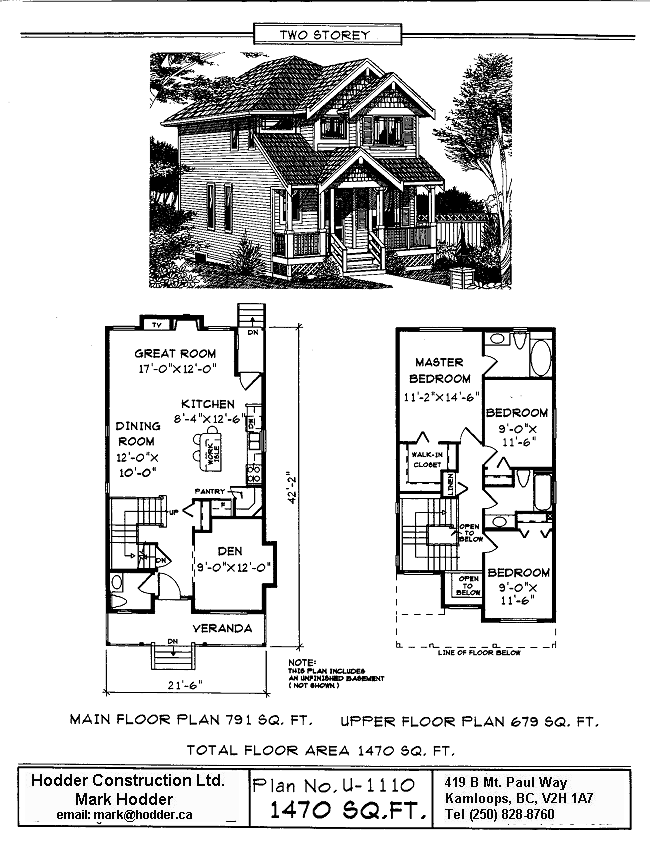 TWO STOREY
TV
DN
GREAT ROOM
17'-0"X12'-0"
KITCHEN
8'-4"X12'-6"
DN
DINING
ROOM
12'-0"X
10'-0"
WORK
ISLE
PANTRY
UP
DN
DEN
9'-0"X12'-0"
VERANDA
DN
42'-2"
21'-6"
NOTE:
THIS PLAN INCLUDES
AN UNFINISHED BASEMENT
( NOT SHOWN )
MASTER
BEDROOM
11'-2"X14'-6"
BEDROOM
9'-0"X
11'-6"
WALK-IN
CLOSET
LINEN
OPEN
TO
BELOW
OPEN
TO
BELOW
BEDROOM
9'-0"X
11'-6"
LINE OF FLOOR BELOW
MAIN FLOOR PLAN 791 SQ. FT.
UPPER FLOOR PLAN 679 SQ. FT.
TOTAL FLOOR AREA 1470 SQ. FT.
Hodder Construction Ltd.
Mark Hodder
email: mark@hodder.ca
Plan No. U-1110
1470 SQ.FT.
419 B Mt. Paul Way
Kamloops, BC, V2H 1A7
Tel (250) 828-8760